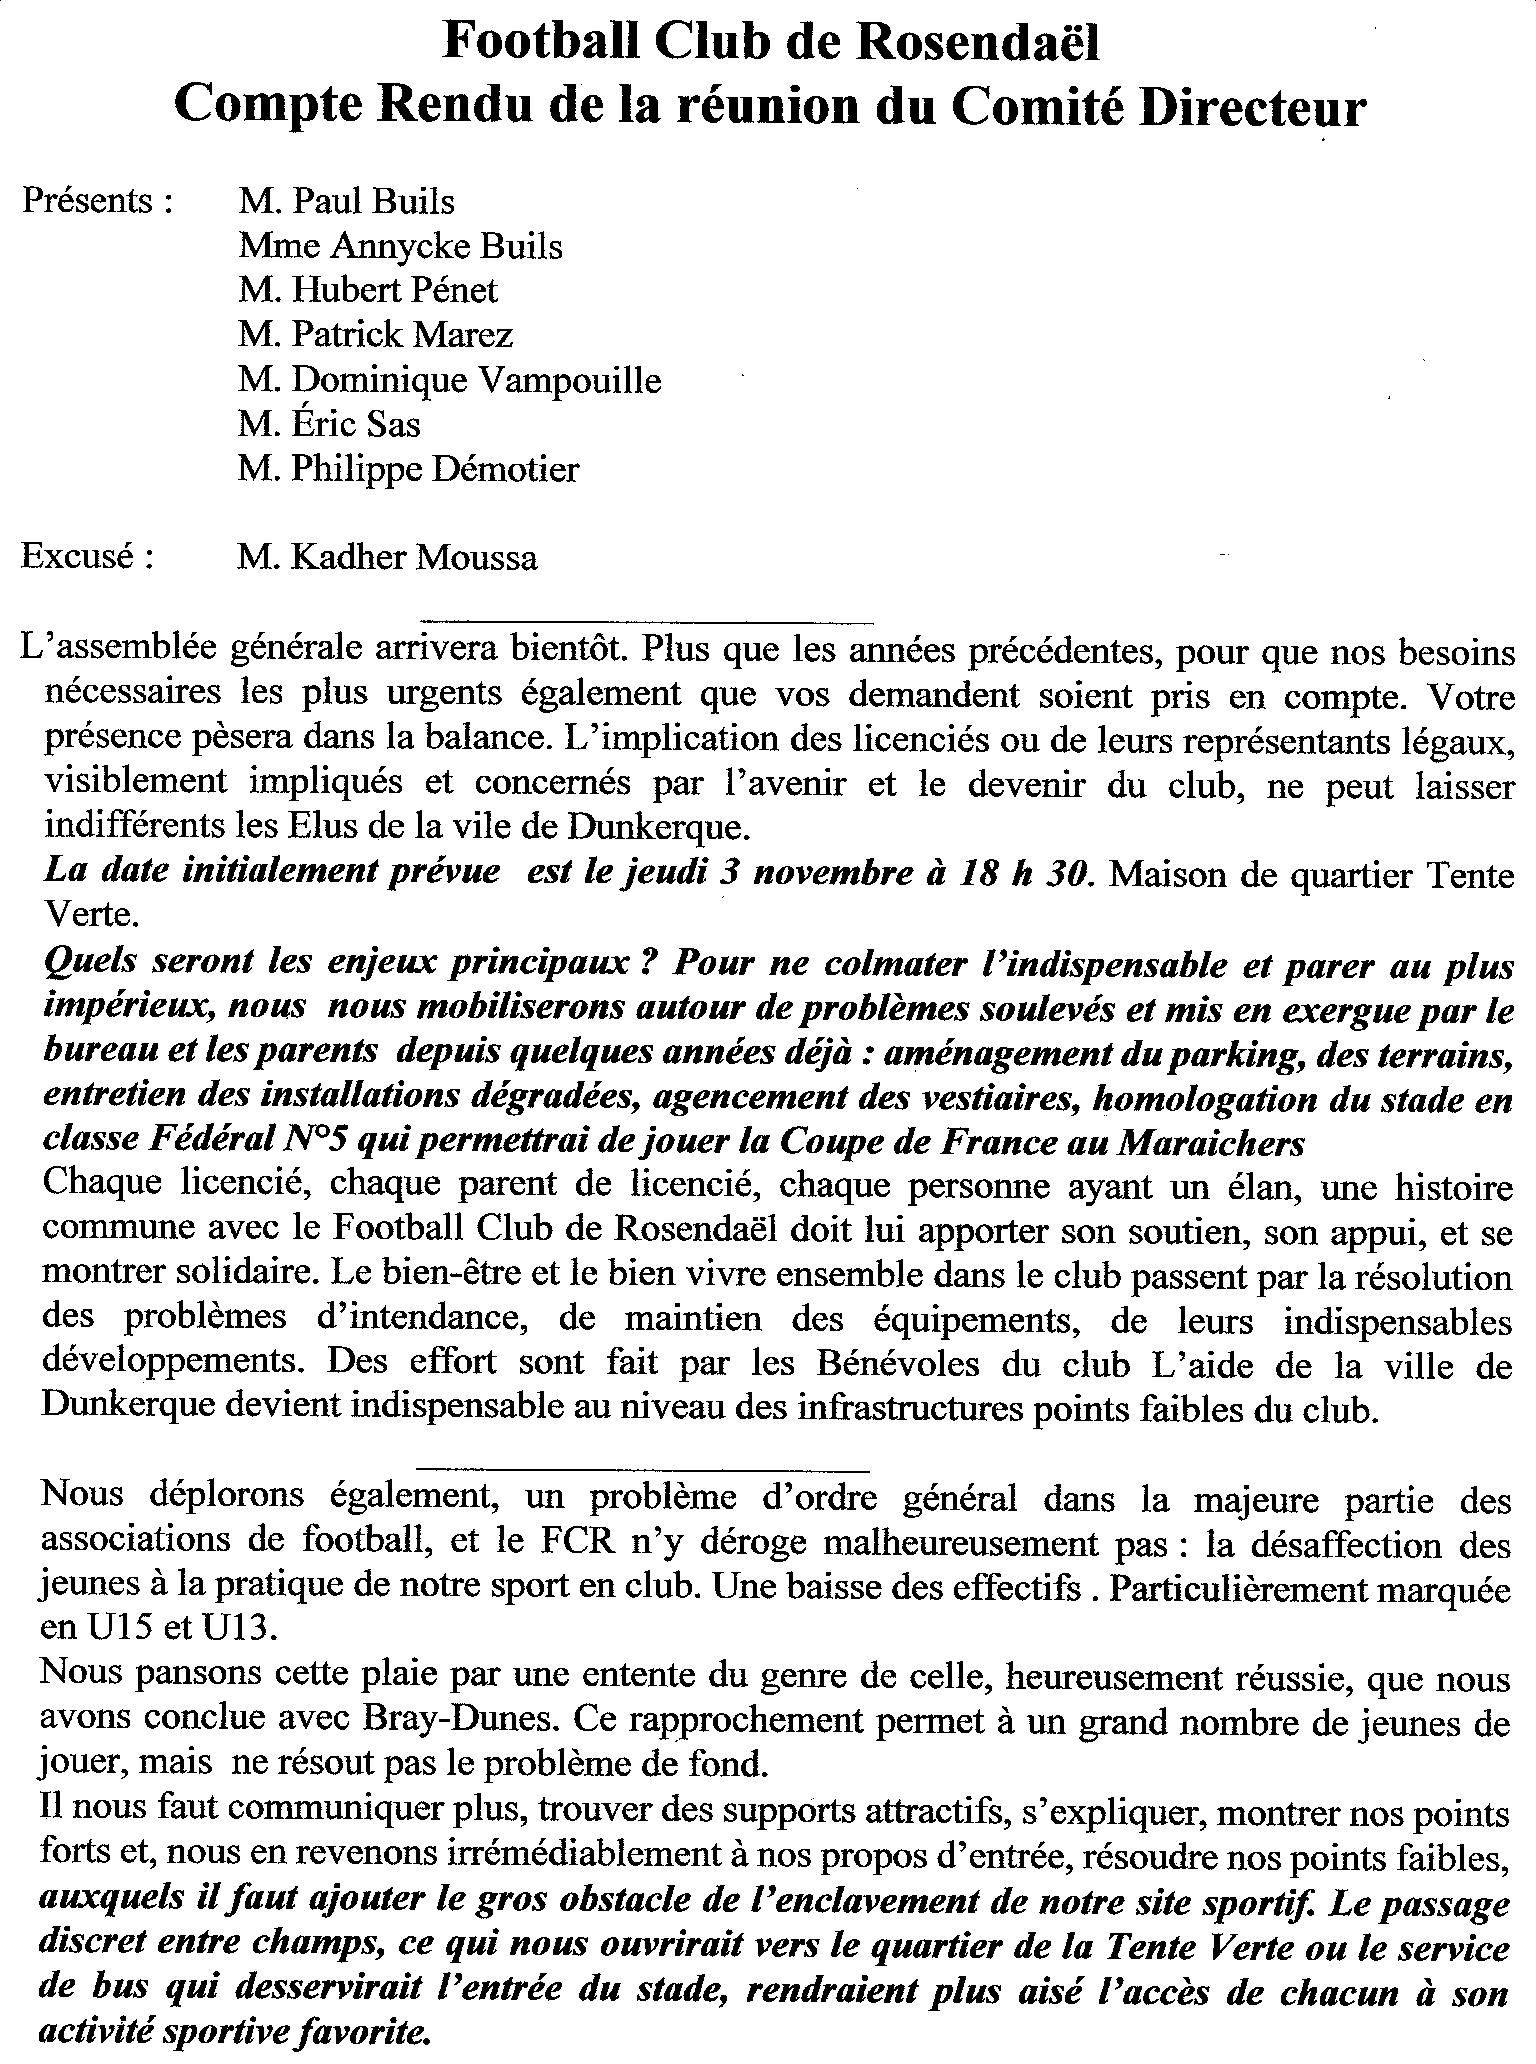 Football Club de Rosendaël
Compte Rendu de la réunion du Comité Directeur
Présents : M. Paul Buils
Mme Annycke Buils
M. Hubert Pénet
M. Patrick Marez
M. Dominique Vampouille
M. Éric Sas
M. Philippe Démotier
Excusé : M. Kadher Moussa
L'assemblée générale arrivera bientôt. Plus que les années précédentes, pour que nos besoins
nécessaires les plus urgents également que vos demandent soient pris en compte. Votre
présence pèsera dans la balance. L'implication des licenciés ou de leurs représentants légaux,
visiblement impliqués et concernés par l'avenir et le devenir du club, ne peut laisser
indifférents les Elus de la vile de Dunkerque.
La date initialement prévue est le jeudi 3 novembre à 18 h 30. Maison de quartier Tente
Verte.
Quels seront les enjeux principaux ? Pour ne colmater l'indispensable et parer au plus
impérieux, nous nous mobiliserons autour de problèmes soulevés et mis en exergue par le
bureau et les parents depuis quelques années déjà : aménagement du parking, des terrains,
entretien des installations dégradées, agencement des vestiaires, homologation du stade en
classe Fédéral N°5 qui permettrai de jouer la Coupe de France au Maraichers
Chaque licencié, chaque parent de licencié, chaque personne ayant un élan, une histoire
commune avec le Football Club de Rosendaël doit lui apporter son soutien, son appui, et se
montrer solidaire. Le bien-être et le bien vivre ensemble dans le club passent par la résolution
des problèmes d'intendance, de maintien des équipements, de leurs indispensables
développements. Des effort sont fait par les Bénévoles du club L'aide de la ville de
Dunkerque devient indispensable au niveau des infrastructures points faibles du club.
Nous déplorons également, un problème d'ordre général dans la majeure partie des
associations de football, et le FCR n'y déroge malheureusement pas : la désaffection des
jeunes à la pratique de notre sport en club. Une baisse des effectifs . Particulièrement marquée
en U15 et U13.
Nous pansons cette plaie par une entente du genre de celle, heureusement réussie, que nous
avons conclue avec Bray-Dunes. Ce rapprochement permet à un grand nombre de jeunes de
jouer, mais ne résout pas le problème de fond.
Il nous faut communiquer plus, trouver des supports attractifs, s'expliquer, montrer nos points
forts et, nous en revenons irrémédiablement à nos propos d'entrée, résoudre nos points faibles,
auxquels il faut ajouter le gros obstacle de l'enclavement de notre site sportif. Le passage
discret entre champs, ce qui nous ouvrirait vers le quartier de la Tente Verte ou le service
de bus qui desservirait l'entrée du stade, rendraient plus aisé l'accès de chacun à son
activité sportive favorite.